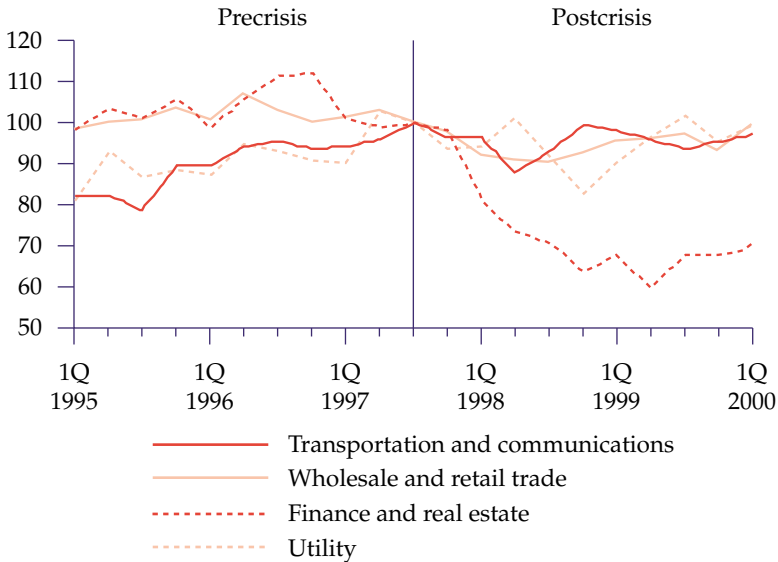 Precrisis Postcrisis
120
110
100
90
80
70
60
50
1Q 1Q 1Q 1Q 1Q 1Q
1995 1996 1997 1998 1999 2000
Transportation and communications
Wholesale and retail trade
Finance and real estate
Utility